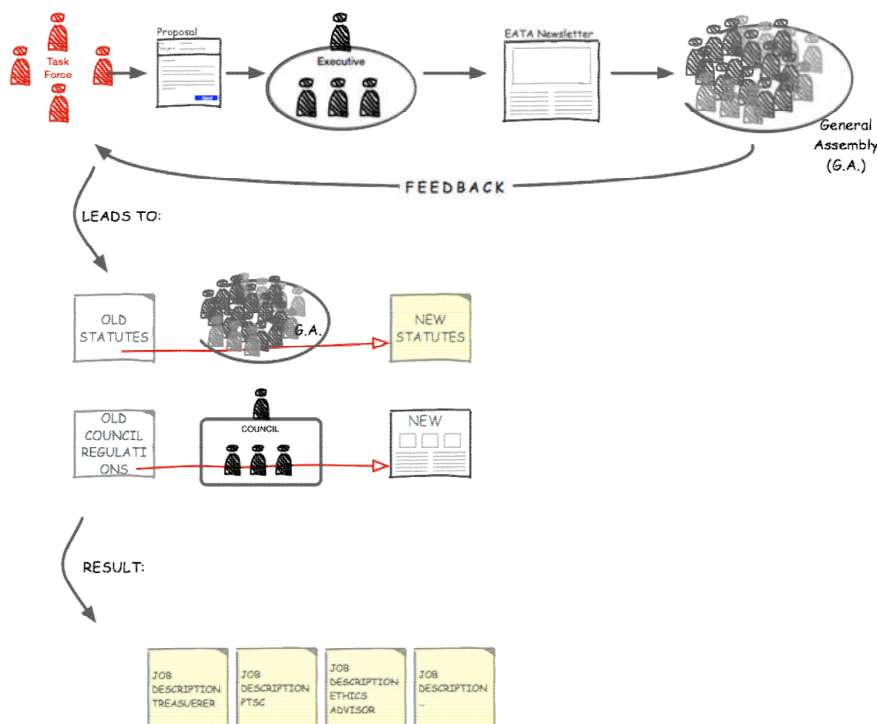 Task
Force
Proposal
Executive
EATA Newsletter
General
Assembly
(G.A.)
FEEDBACK
LEADS TO:
OLD
STATUTES
G.A.
NEW
STATUTES
OLD
COUNCIL
REGULATI
ONS
COUNCIL
NEW
RESULT:
JOB
DESCRIPTION
TREASUERER
JOB
DESCRIPTION
PTSC
JOB
DESCRIPTION
ETHICS
ADVISOR
JOB
DESCRIPTION
...